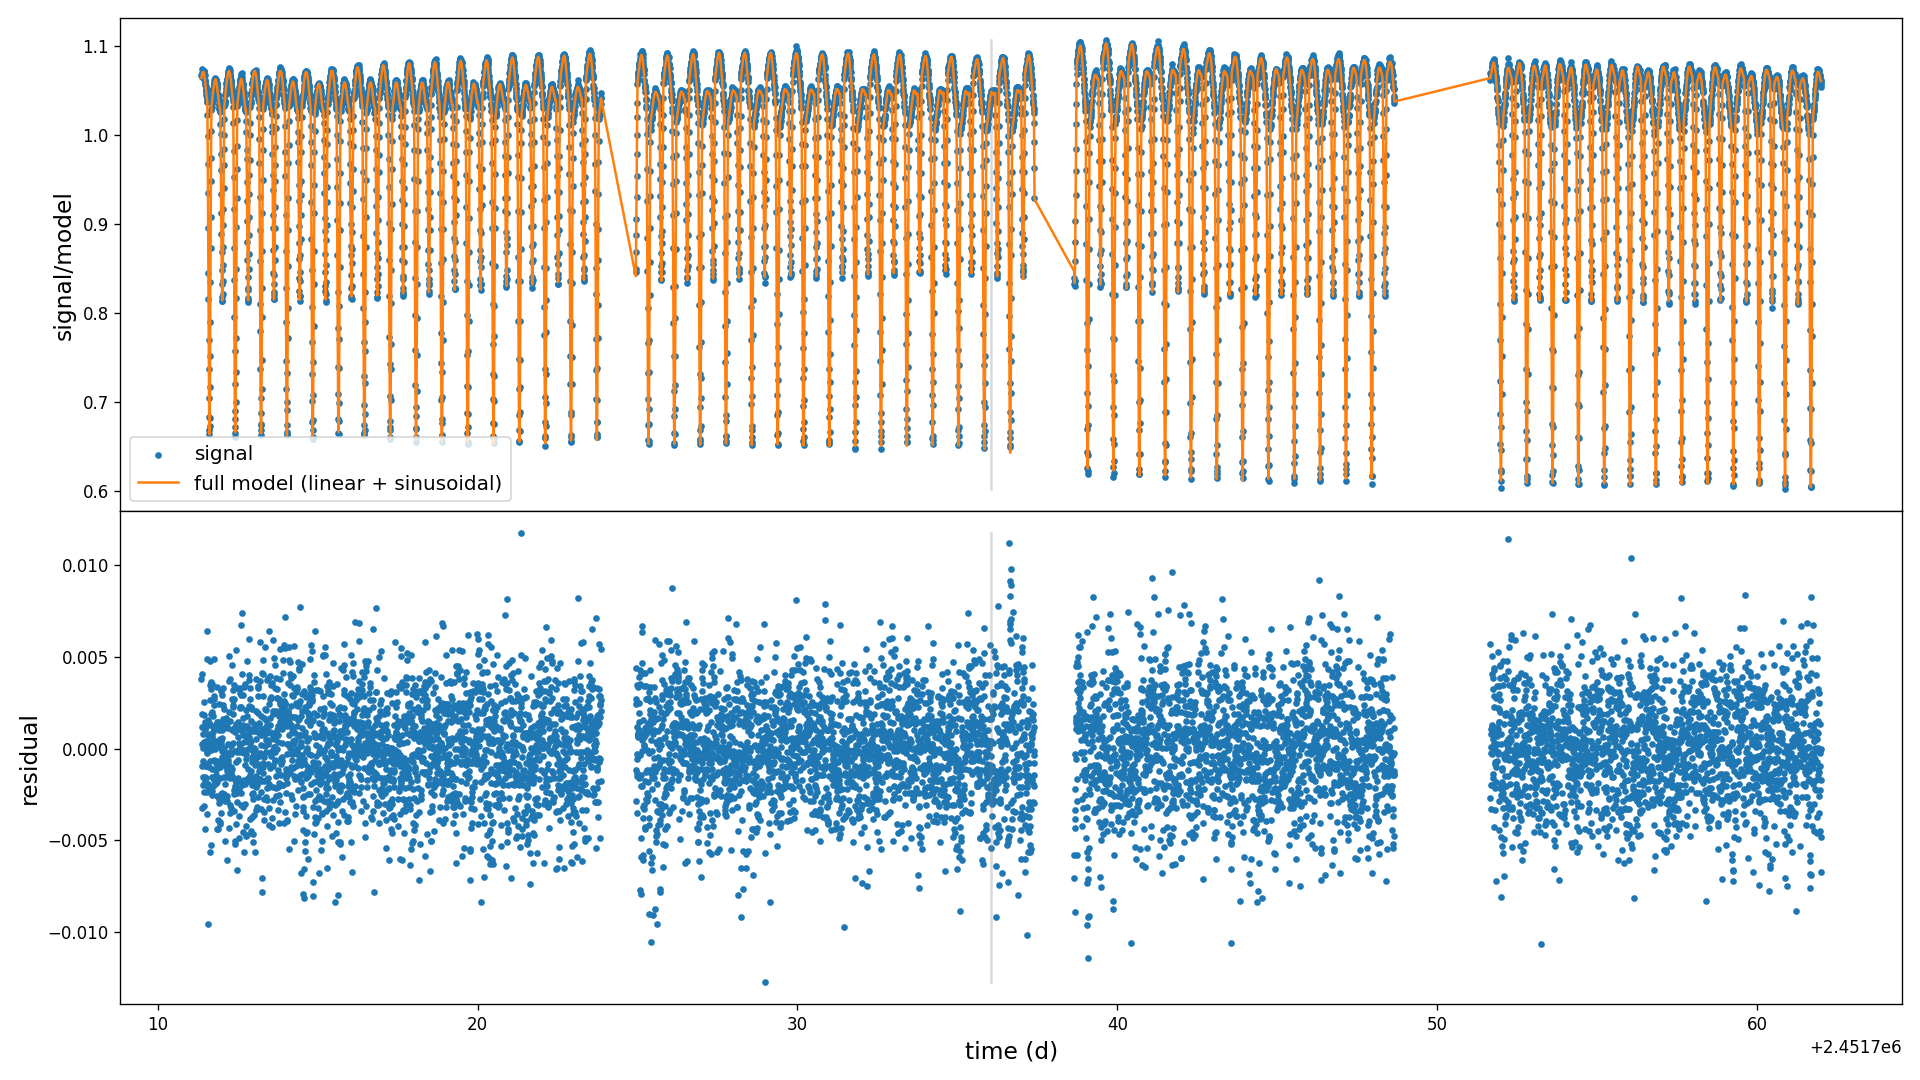 1.1
1.0
0.9
0.8
0.7
0.6
signal/model
signal
full model (linear + sinusoidal)
0.010
0.005
0.000
−0.005
−0.010
residual
10
20
30
40
50
60
time (d)
+2.4517e6